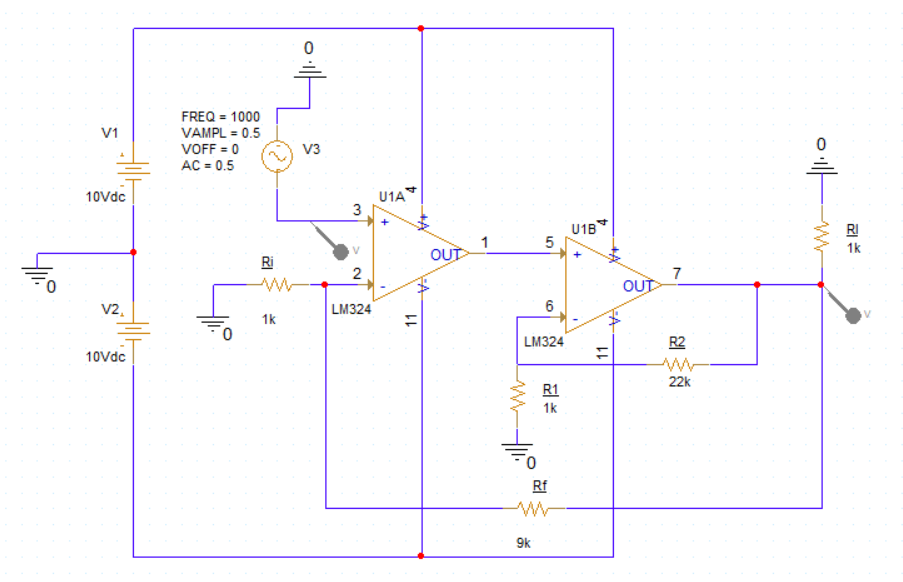 0
FREQ = 1000
VAMPL = 0.5
VOFF = 0
AC = 0.5
V3
V1
10Vdc
0
V2
10Vdc
U1A
4
3
+
V+
OUT
1
2
-
V-
LM324
11
V
Ri
1k
0
U1B
4
5
+
V+
OUT
7
6
-
V-
LM324
11
0
Rl
1k
V
R2
22k
R1
1k
0
Rf
9k